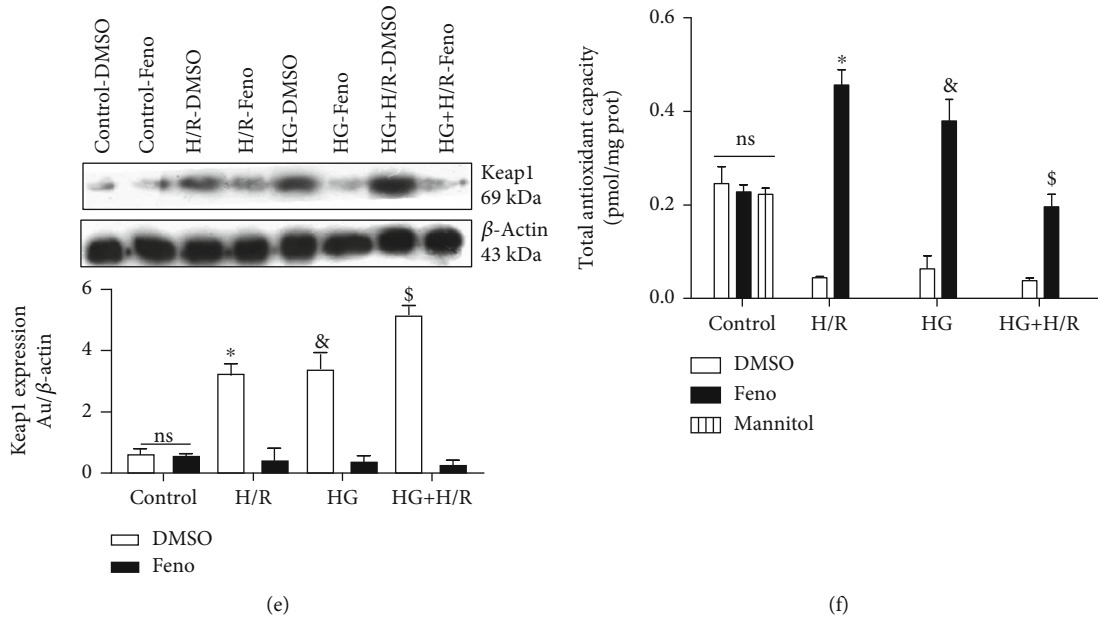 Control-DMSO
Control-Feno
H/R-DMSO
H/R-Feno
HG-DMSO
HG-Feno
HG+H/R-DMSO
HG+H/R-Feno
Keap1
69 kDa
β-Actin
43 kDa
Keap1 expression
Au/β-actin
6
4
2
0
ns
*
&
$
Control
H/R
HG
HG+H/R
DMSO
Feno
(e)
Total antioxidant capacity
(pmol/mg prot)
0.6
0.4
0.2
0.0
ns
*
&
$
Control
H/R
HG
HG+H/R
DMSO
Feno
Mannitol
(f)